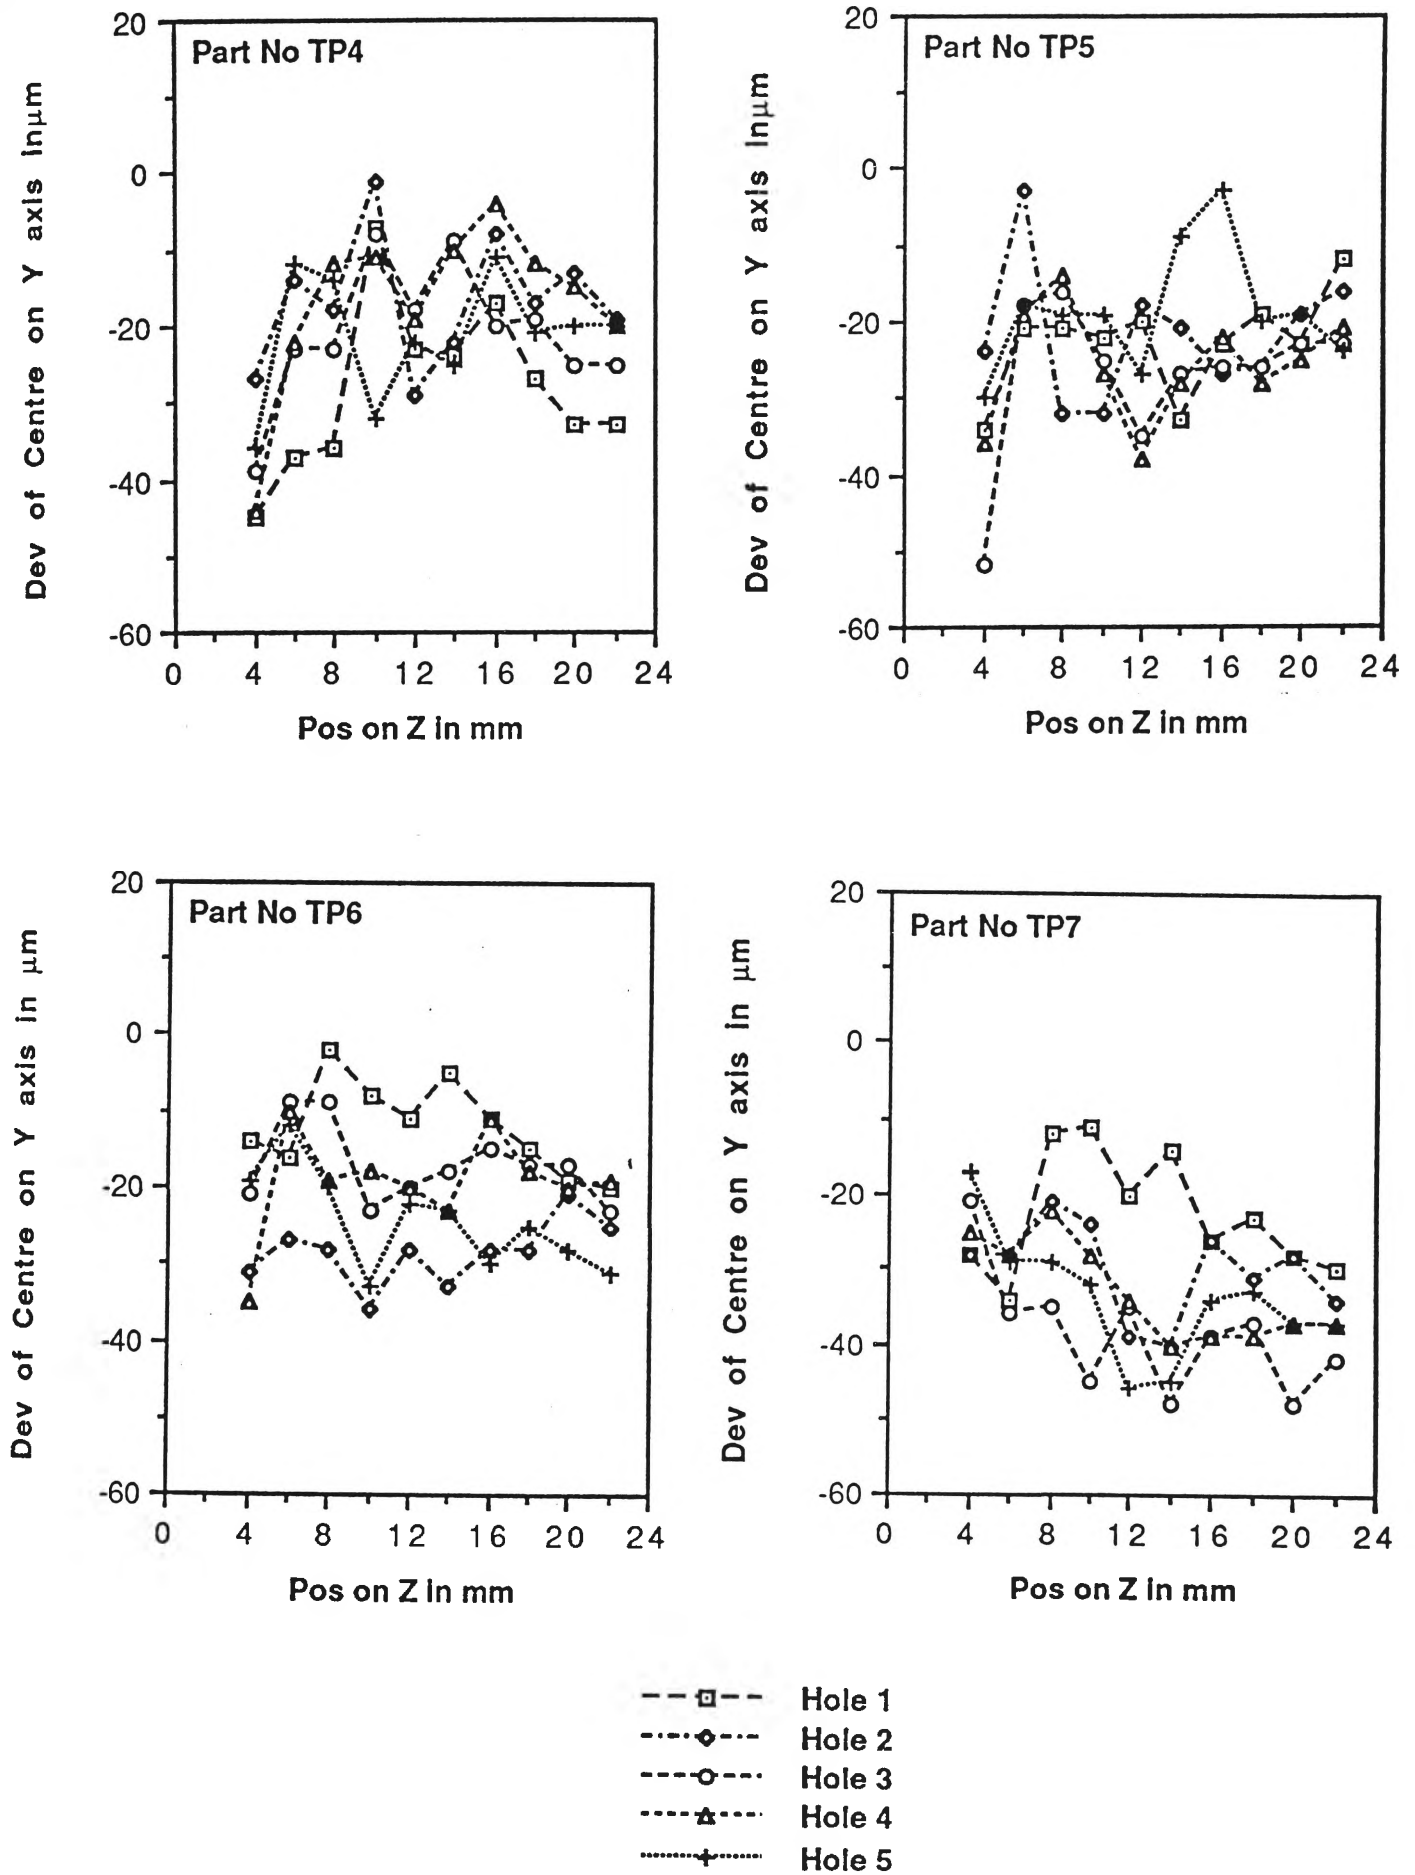 Part No TP4
Dev of Centre on Y axis inµm
20
0
-20
-40
-60
0 4 8 12 16 20 24
Pos on Z in mm
Part No TP5
Dev of Centre on Y axis inµm
20
0
-20
-40
-60
0 4 8 12 16 20 24
Pos on Z in mm
Part No TP6
Dev of Centre on Y axis in µm
20
0
-20
-40
-60
0 4 8 12 16 20 24
Pos on Z in mm
Part No TP7
Dev of Centre on Y axis in µm
20
0
-20
-40
-60
0 4 8 12 16 20 24
Pos on Z in mm
Hole 1
Hole 2
Hole 3
Hole 4
Hole 5